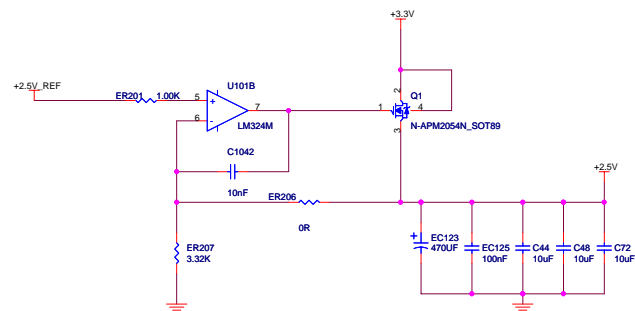 +3.3V
+2.5V_REF
ER201 1.00K
U101B
5
+
6
-
7
LM324M
Q1
2
1
4
3
N-APM2054N_SOT89
C1042
10nF
ER206
0R
+2.5V
ER207
3.32K
+
EC123
470UF
EC125
100nF
C44
10uF
C48
10uF
C72
10uF